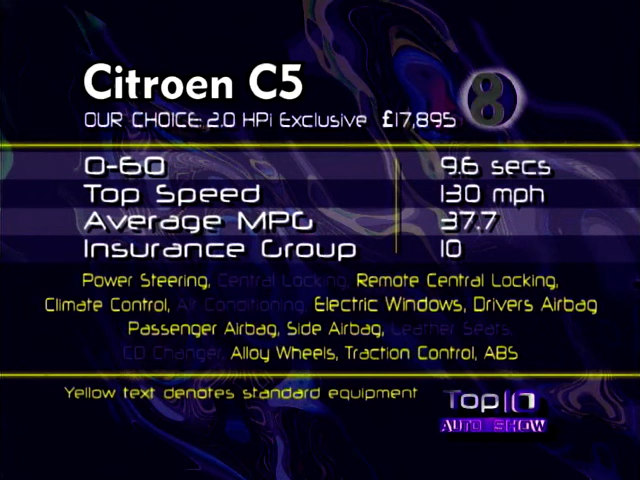 Citroen C5
8
OUR CHOICE: 2.0 HPi Exclusive £17,895
0-60 9.6 secs
Top Speed 130 mph
Average MPG 37.7
Insurance Group 10
Power Steering, Central Locking, Remote Central Locking,
Climate Control, Air Conditioning, Electric Windows, Drivers Airbag
Passenger Airbag, Side Airbag, Leather Seats,
CD Changer, Alloy Wheels, Traction Control, ABS
Yellow text denotes standard equipment
Top 10
AUTO SHOW